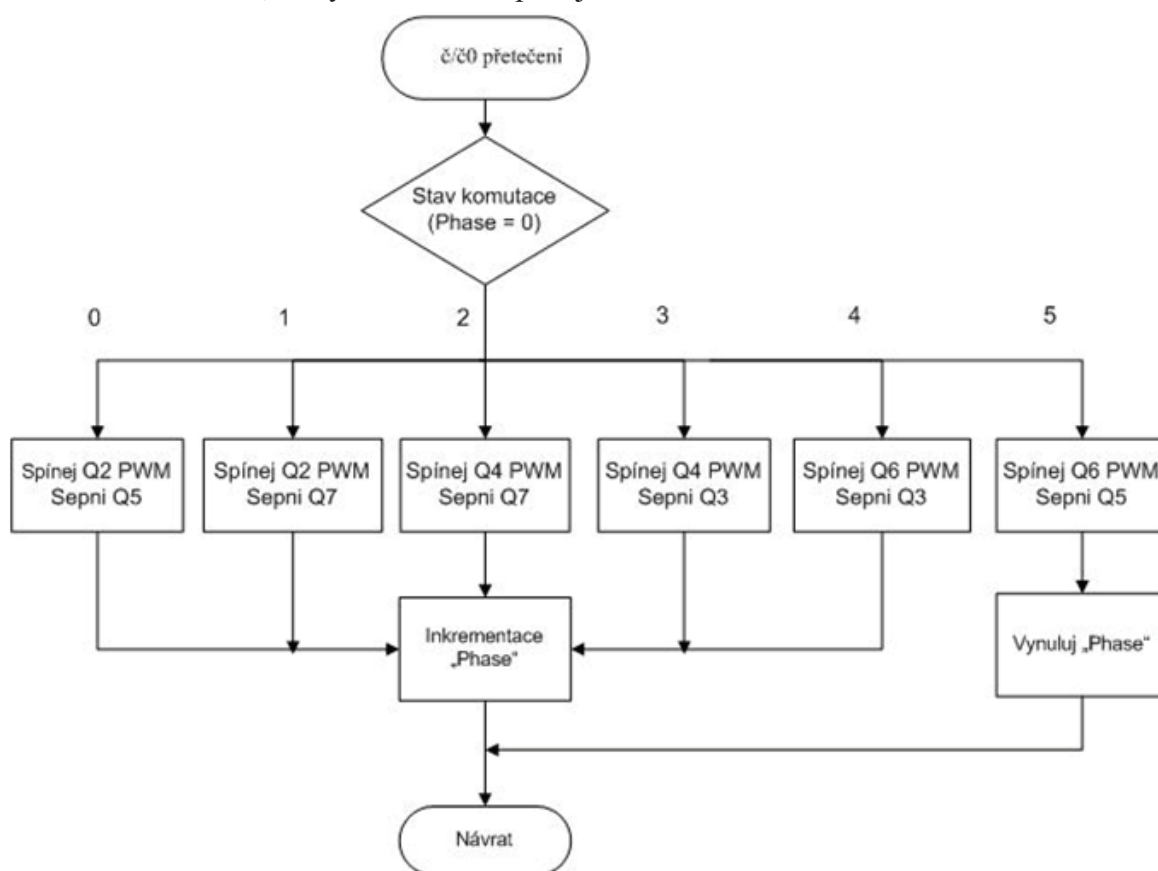 č/č0 přetečení
Stav komutace
(Phase = 0)
0
1
2
3
4
5
Spínej Q2 PWM
Sepni Q5
Spínej Q2 PWM
Sepni Q7
Spínej Q4 PWM
Sepni Q7
Spínej Q4 PWM
Sepni Q3
Spínej Q6 PWM
Sepni Q3
Spínej Q6 PWM
Sepni Q5
Inkrementace
„Phase“
Vynuluj „Phase“
Návrat